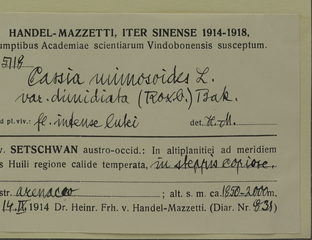 HANDEL-MAZZETTI, ITER SINENSE 1914-1918,
sumptibus Academiae scientiarum Vindobonensis susceptum.
5118
Cassia mimosoides L.
var. dimidiata (Roxb.) Bak.
d pl. viv.: fl. intense lutei det. H.-M.
v. SETSCHWAN austro-occid.: In altiplanitiei ad meridiem
s Huili regione calide temperata, in steppis copiose.
str. arenaceo ; alt. s. m. ca. 1850-2000 m.
14. IX 1914 Dr. Heinr. Frh. v. Handel-Mazzetti. (Diar. Nr. 931)